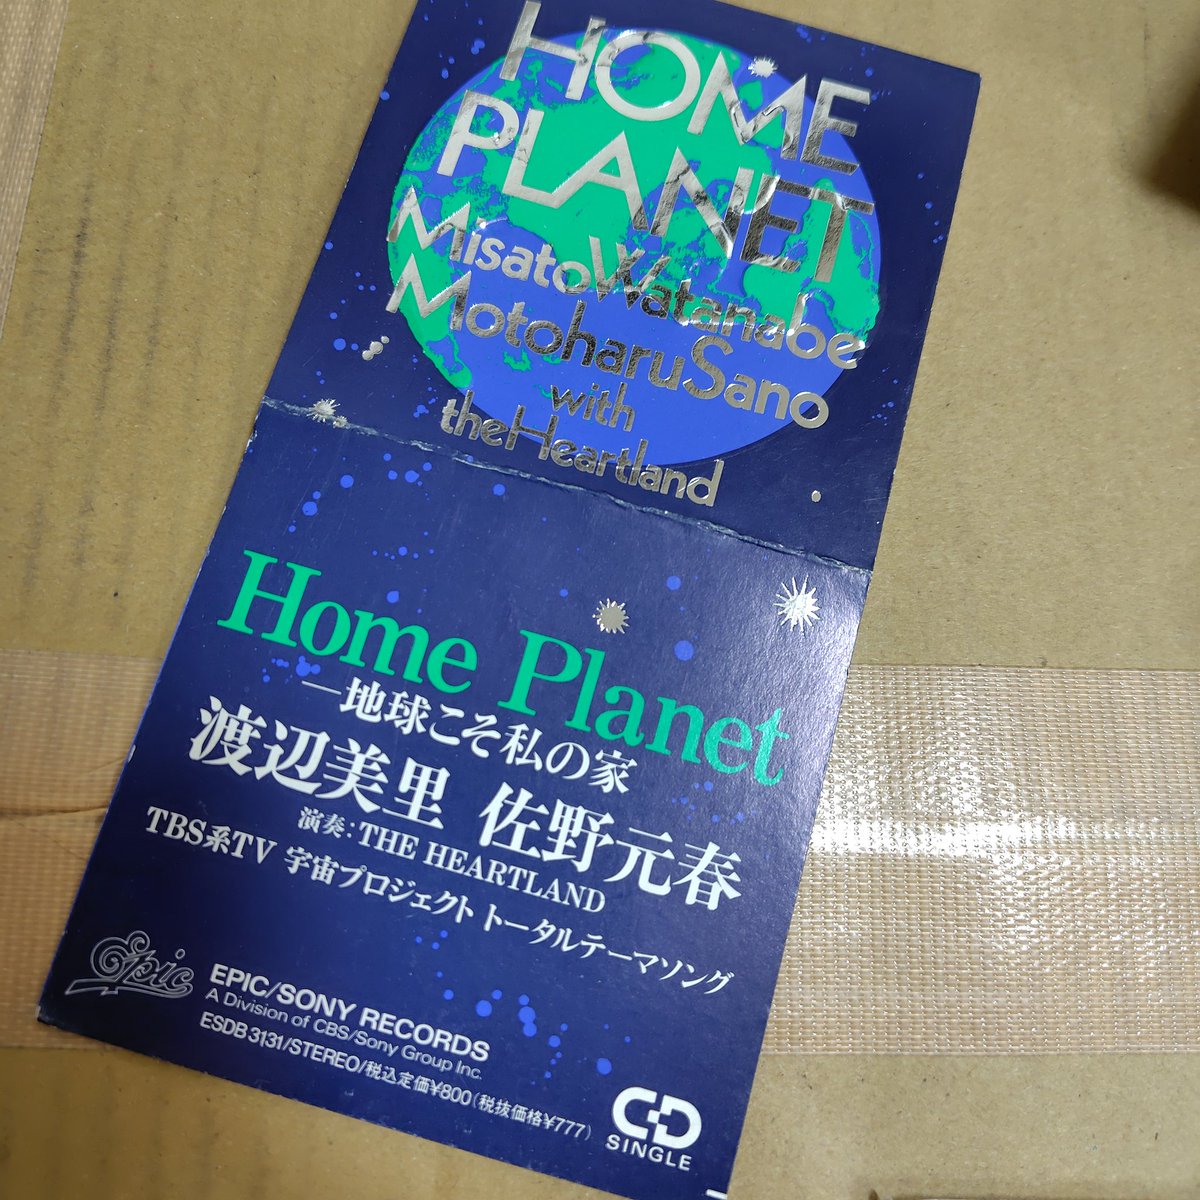 HOME
PLANET
Misato Watanabe
Motoharu Sano
with
the Heartland
Home Planet
—地球こそ私の家
渡辺美里 佐野元春
演奏:THE HEARTLAND
TBS系TV 宇宙プロジェクト トータルテーマソング
Epic
EPIC/SONY RECORDS
A Division of CBS/Sony Group Inc.
ESDB 3131/STEREO/税込定価¥800(税抜価格¥777)
CD
SINGLE